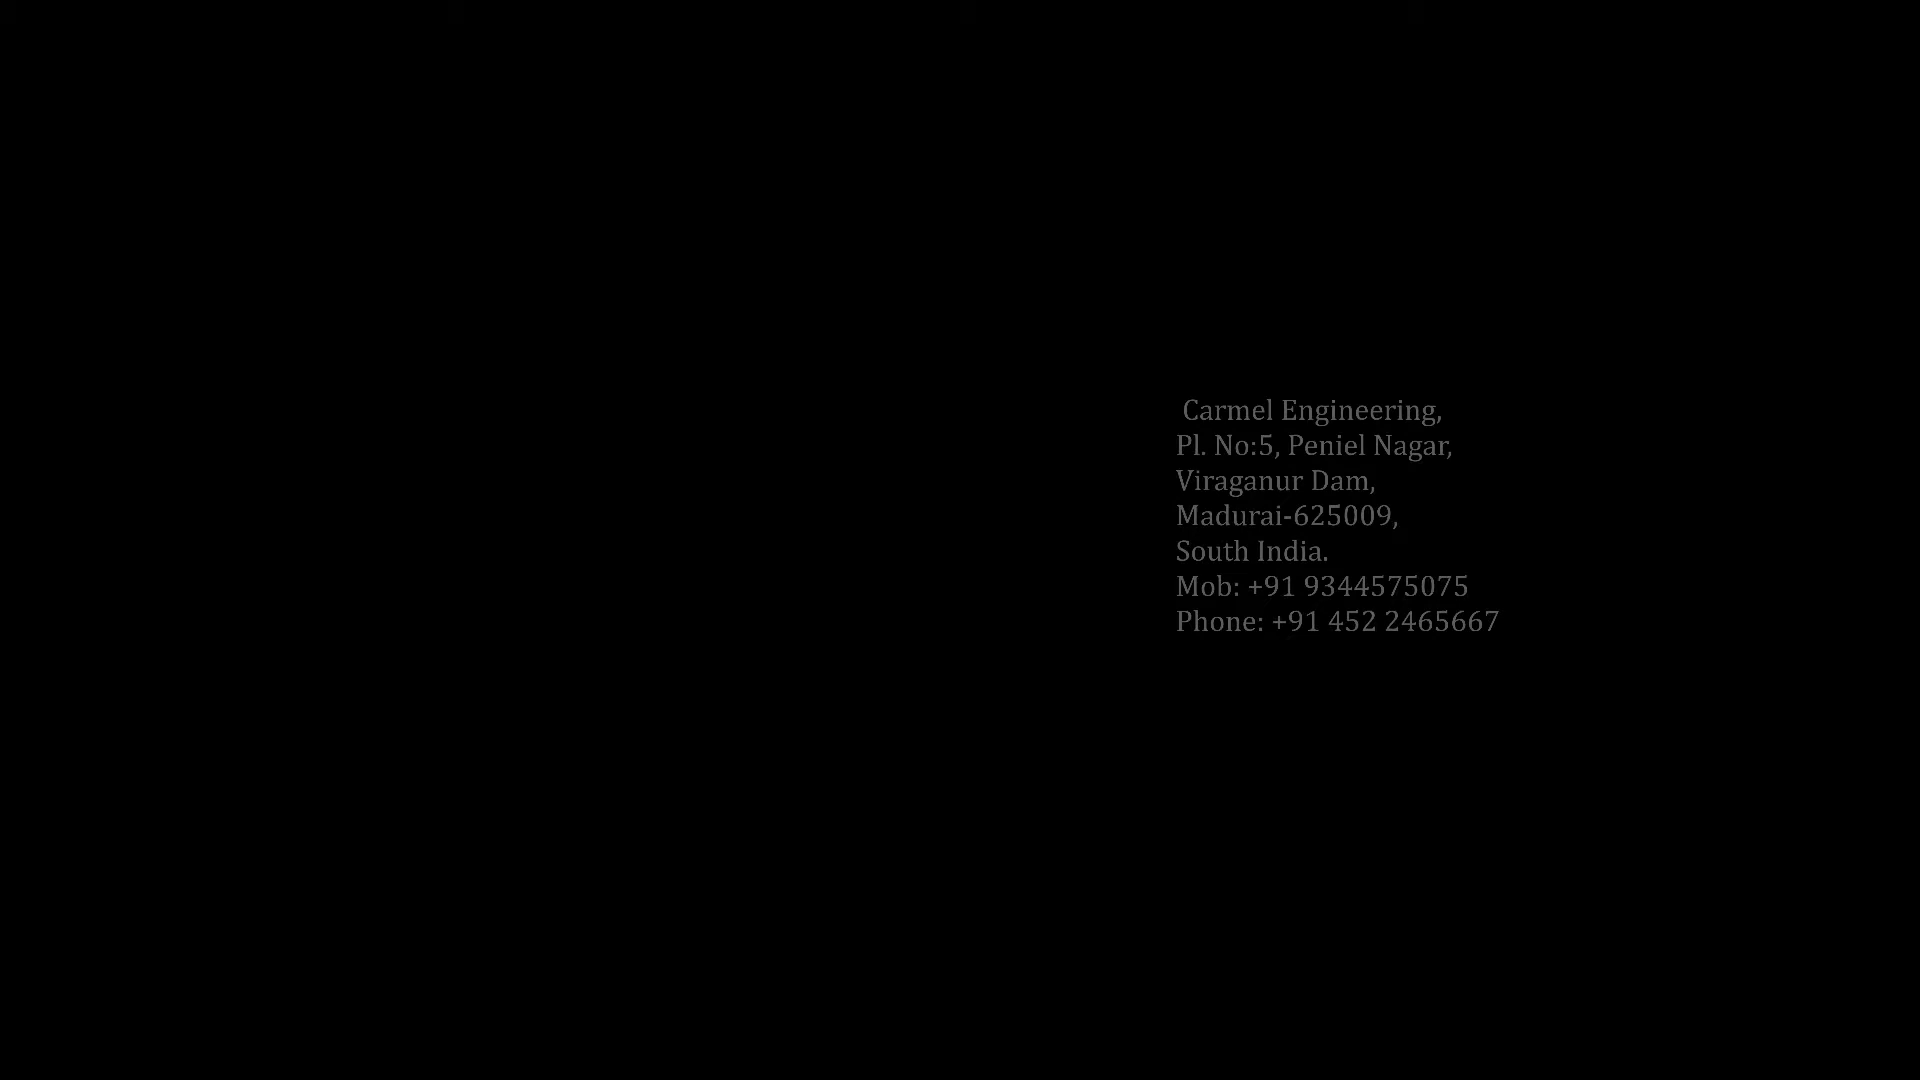 Carmel Engineering,
Pl. No:5, Peniel Nagar,
Viraganur Dam,
Madurai-625009,
South India.
Mob: +91 9344575075
Phone: +91 452 2465667